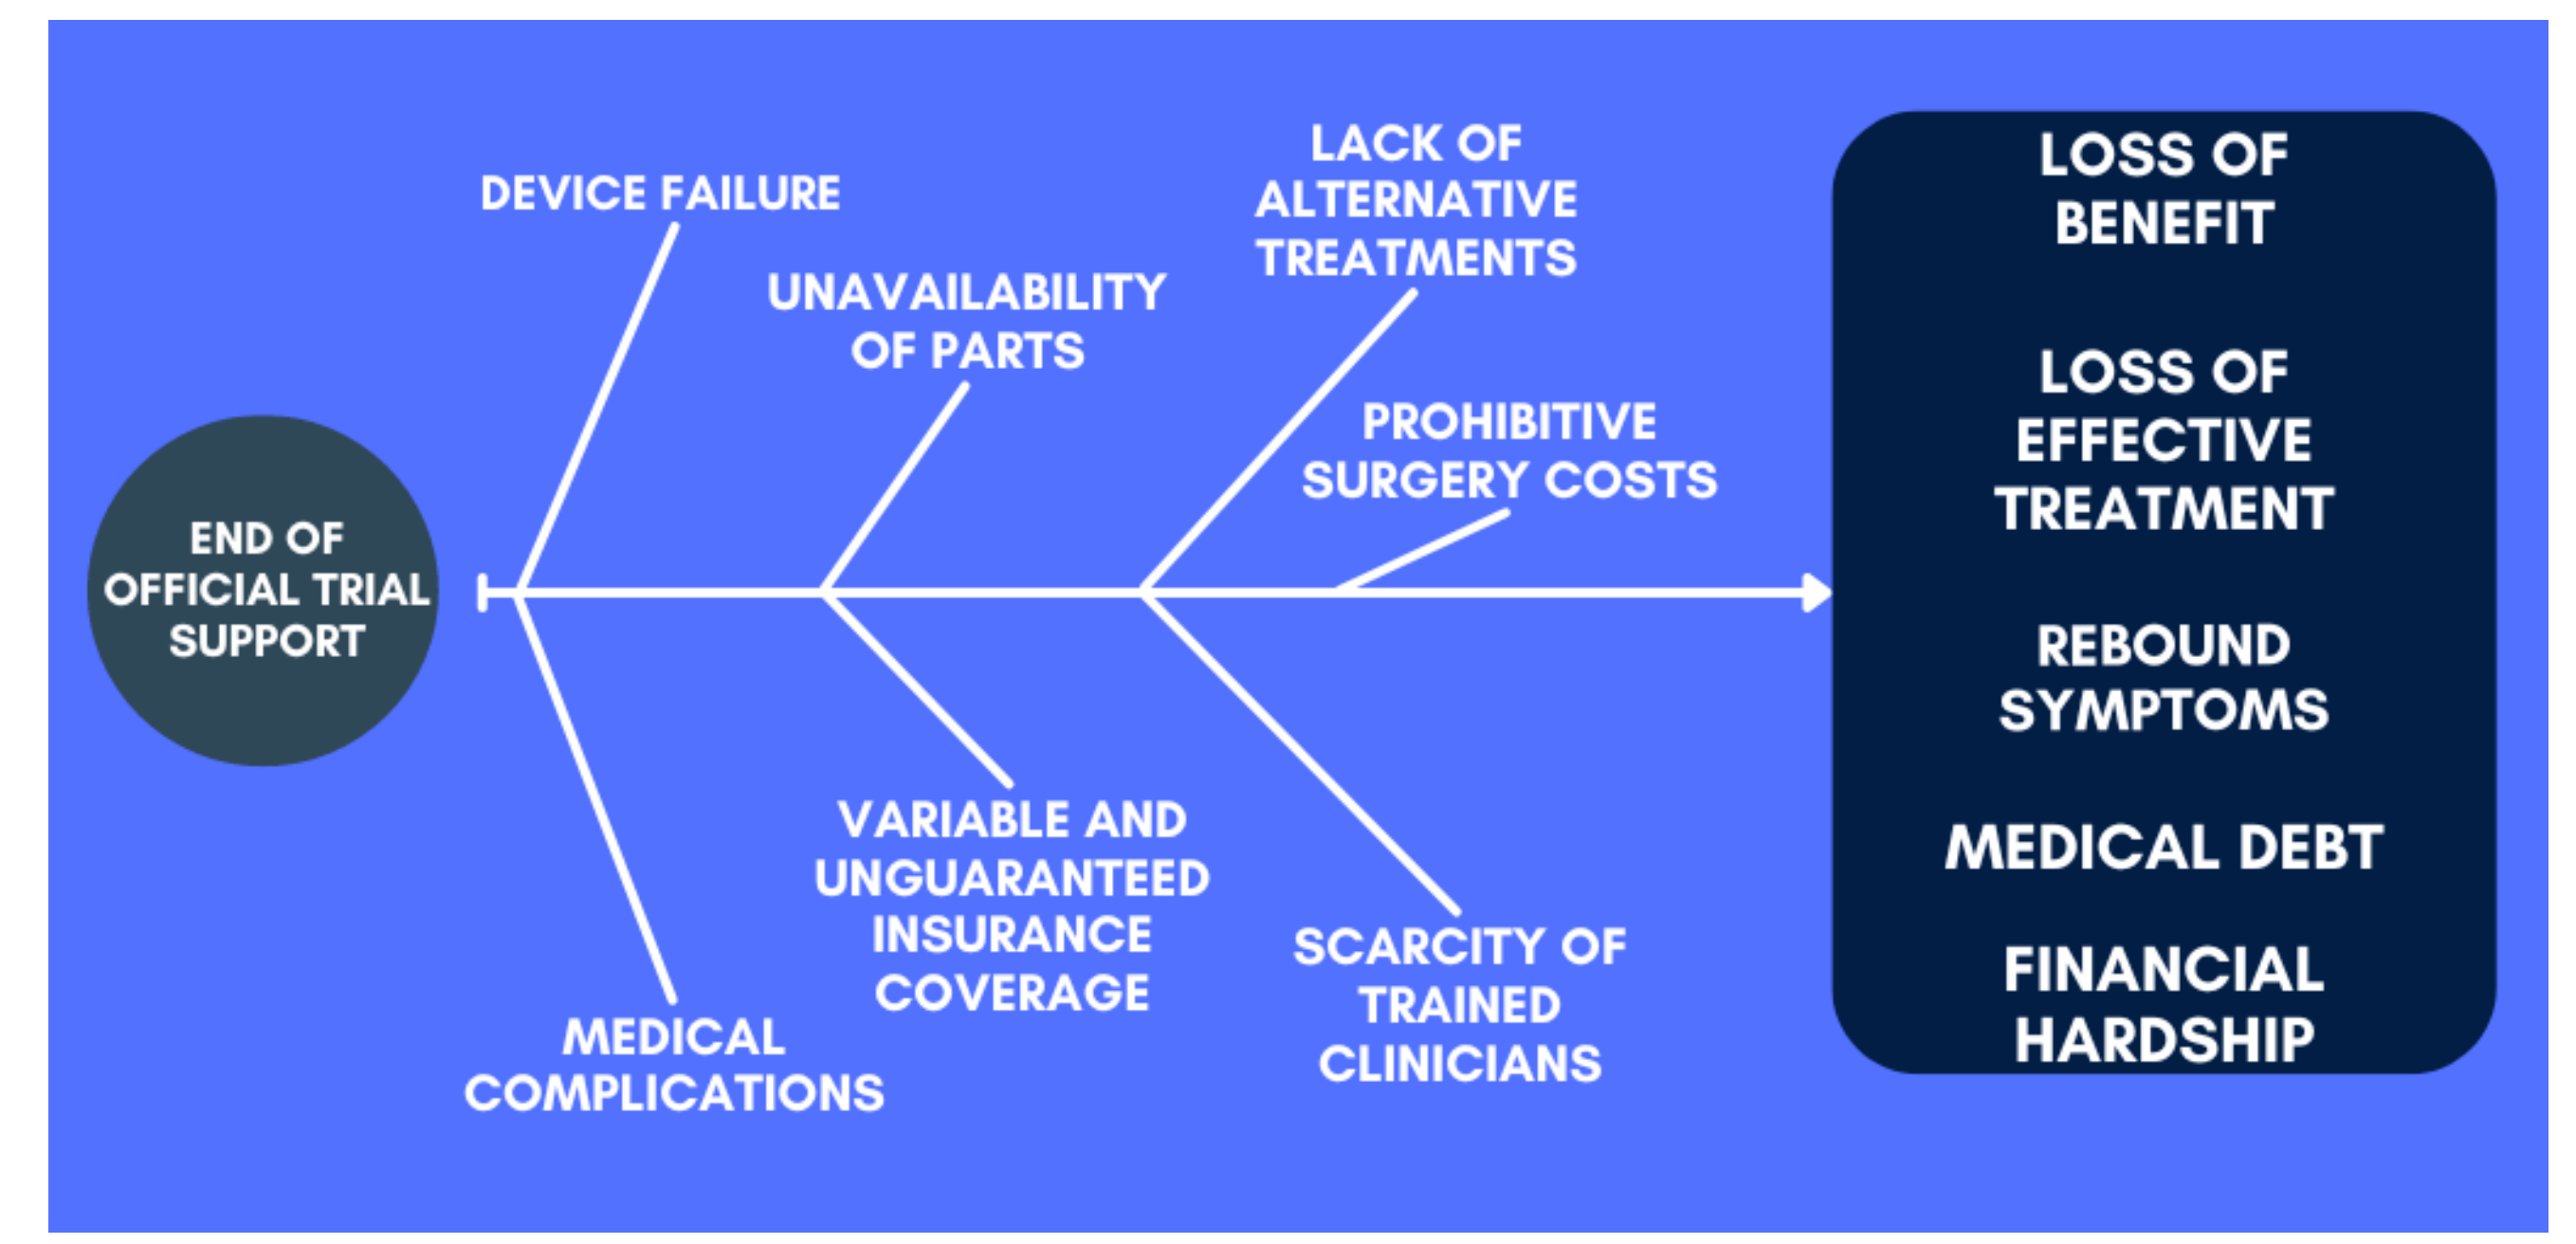 END OF
OFFICIAL TRIAL
SUPPORT
DEVICE FAILURE
UNAVAILABILITY
OF PARTS
LACK OF
ALTERNATIVE
TREATMENTS
PROHIBITIVE
SURGERY COSTS
MEDICAL
COMPLICATIONS
VARIABLE AND
UNGUARANTEED
INSURANCE
COVERAGE
SCARCITY OF
TRAINED
CLINICIANS
LOSS OF
BENEFIT
LOSS OF
EFFECTIVE
TREATMENT
REBOUND
SYMPTOMS
MEDICAL DEBT
FINANCIAL
HARDSHIP